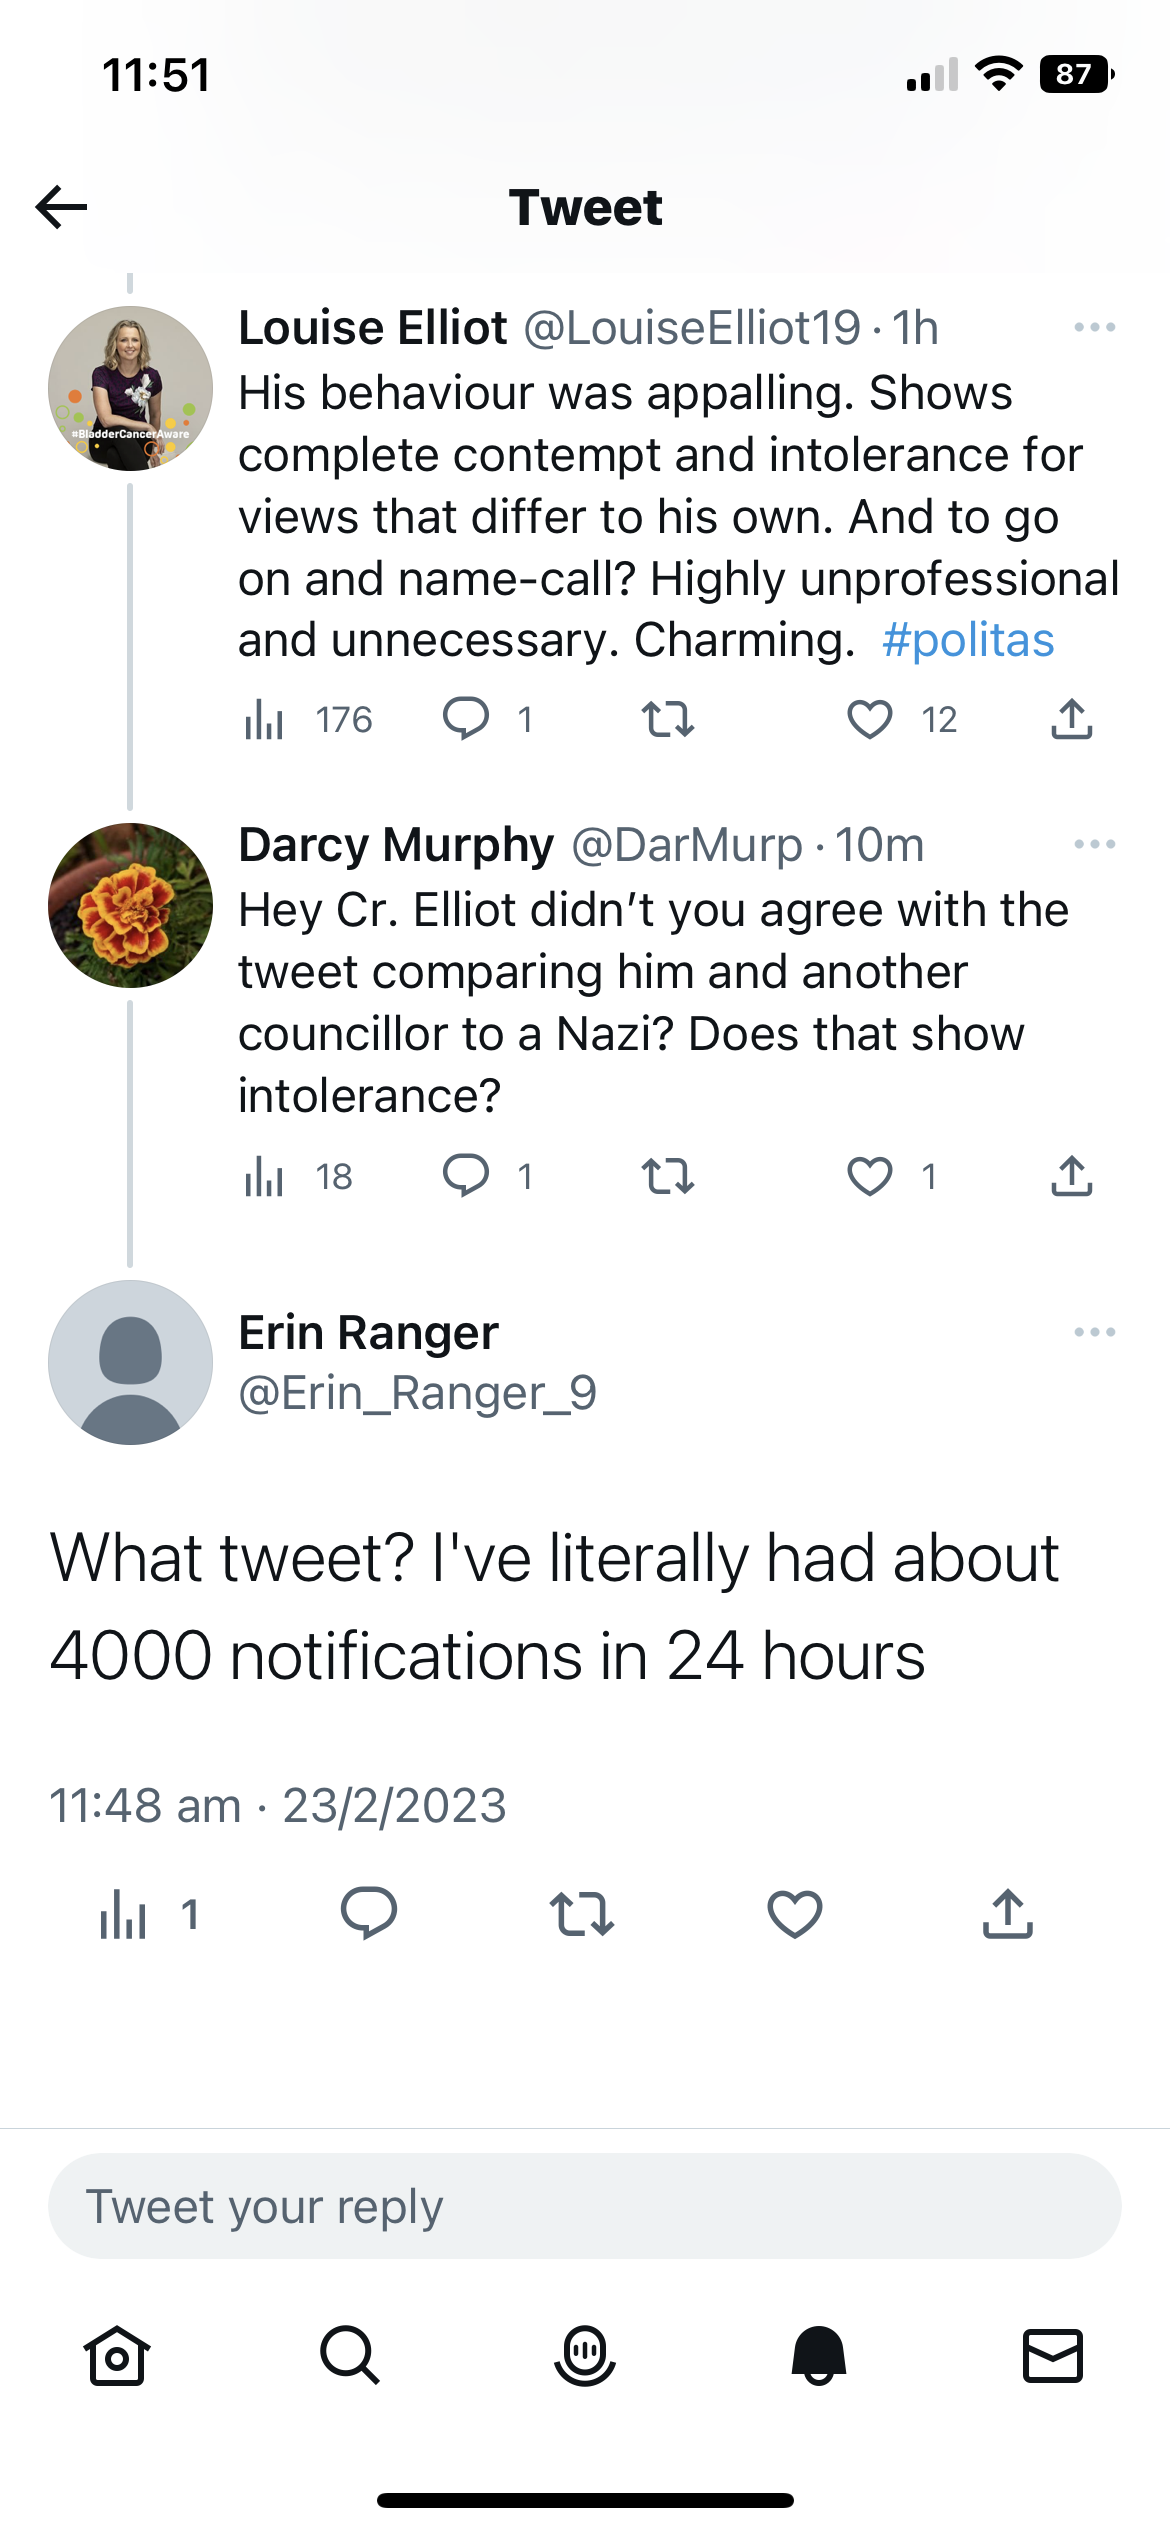 11:51
87
Tweet
Louise Elliot @LouiseElliot19 · 1h
His behaviour was appalling. Shows
complete contempt and intolerance for
views that differ to his own. And to go
on and name-call? Highly unprofessional
and unnecessary. Charming. #politas
#BladderCancerAware
176 1 12
Darcy Murphy @DarMurp · 10m
Hey Cr. Elliot didn’t you agree with the
tweet comparing him and another
councillor to a Nazi? Does that show
intolerance?
18 1 1
Erin Ranger
@Erin_Ranger_9
What tweet? I've literally had about
4000 notifications in 24 hours
11:48 am · 23/2/2023
1
Tweet your reply